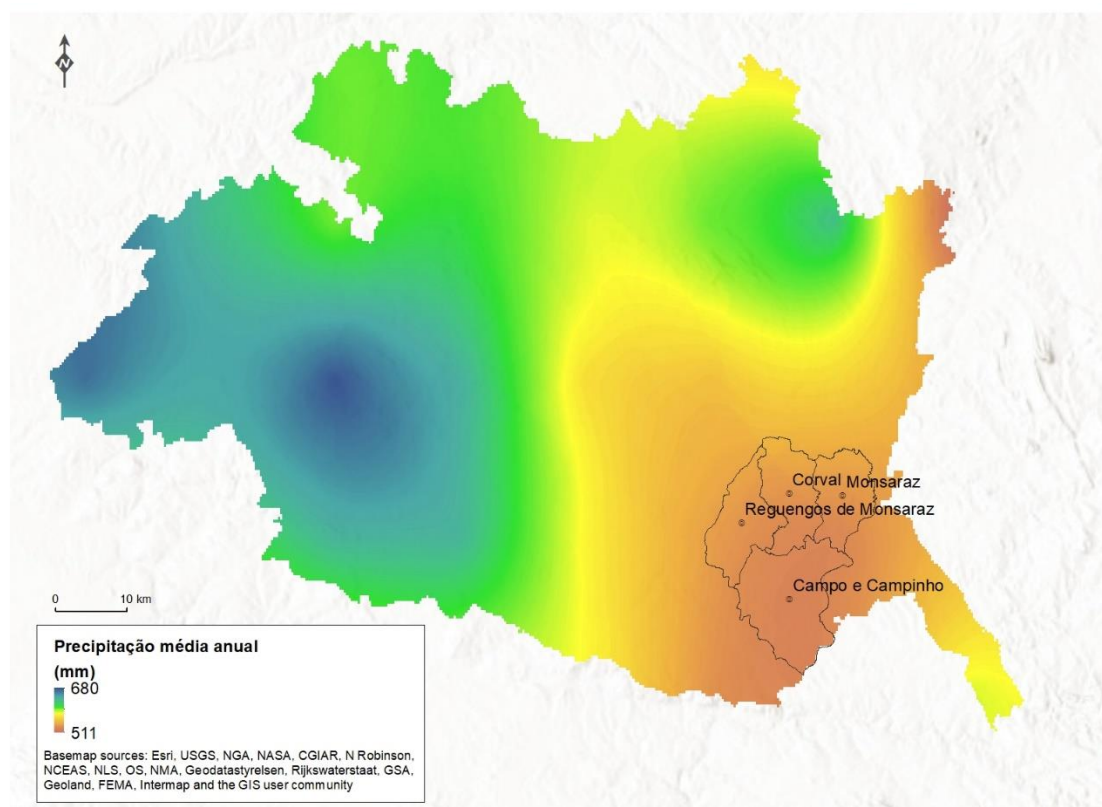 N
Corval
Monsaraz
Reguengos de Monsaraz
Campo e Campinho
0 10 km
Precipitação média anual
(mm)
680
511
Basemap sources: Esri, USGS, NGA, NASA, CGIAR, N Robinson,
NCEAS, NLS, OS, NMA, Geodatastyrelsen, Rijkswaterstaat, GSA,
Geoland, FEMA, Intermap and the GIS user community